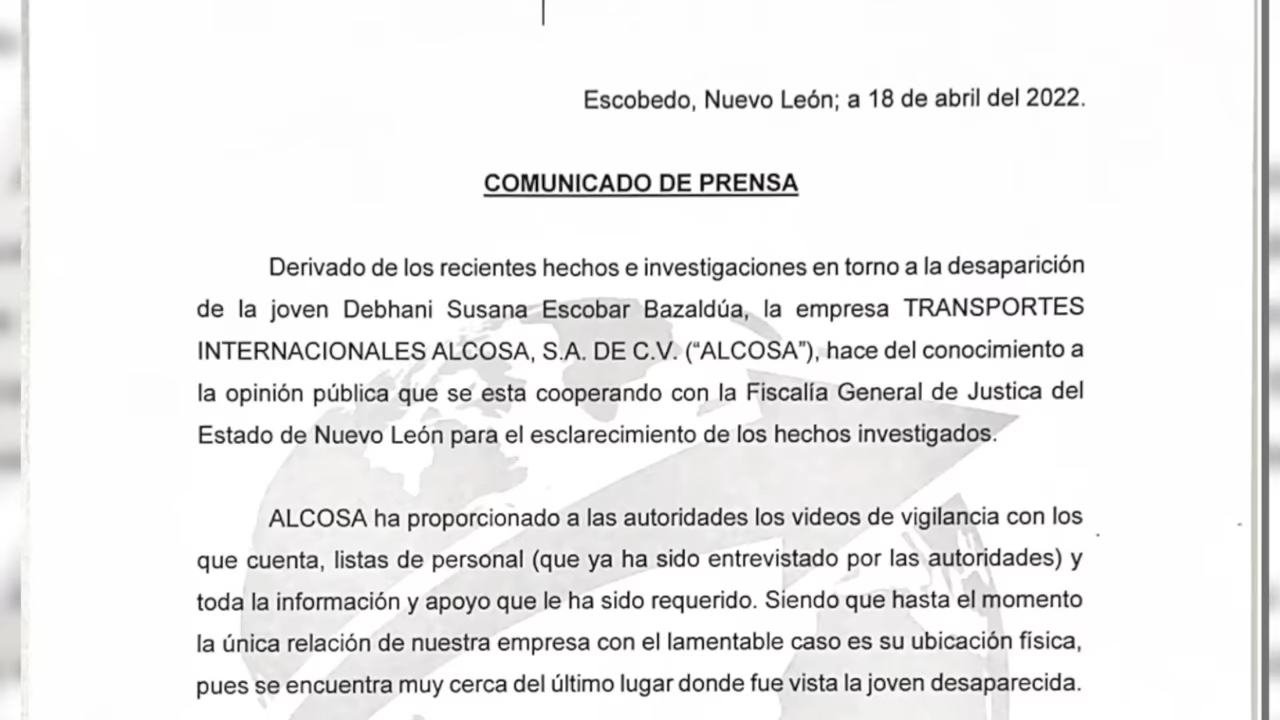 Escobedo, Nuevo León; a 18 de abril del 2022.
COMUNICADO DE PRENSA
Derivado de los recientes hechos e investigaciones en torno a la desaparición
de la joven Debhani Susana Escobar Bazaldúa, la empresa TRANSPORTES
INTERNACIONALES ALCOSA, S.A. DE C.V. (“ALCOSA”), hace del conocimiento a
la opinión pública que se esta cooperando con la Fiscalía General de Justica del
Estado de Nuevo León para el esclarecimiento de los hechos investigados.
ALCOSA ha proporcionado a las autoridades los videos de vigilancia con los
que cuenta, listas de personal (que ya ha sido entrevistado por las autoridades) y
toda la información y apoyo que le ha sido requerido. Siendo que hasta el momento
la única relación de nuestra empresa con el lamentable caso es su ubicación física,
pues se encuentra muy cerca del último lugar donde fue vista la joven desaparecida.